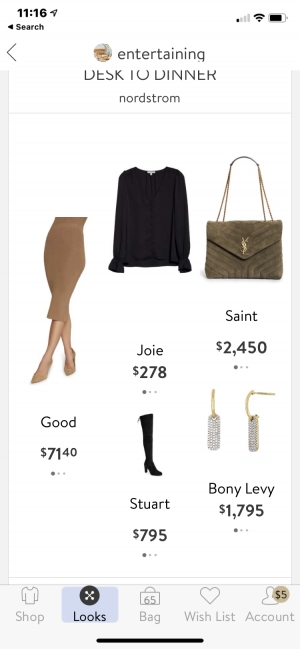 11:16
Search
entertaining
DESK TO DINNER
nordstrom
Joie
$278
Saint
$2,450
Good
$71.40
Stuart
$795
Bony Levy
$1,795
65
$5
Shop
Looks
Bag
Wish List
Account